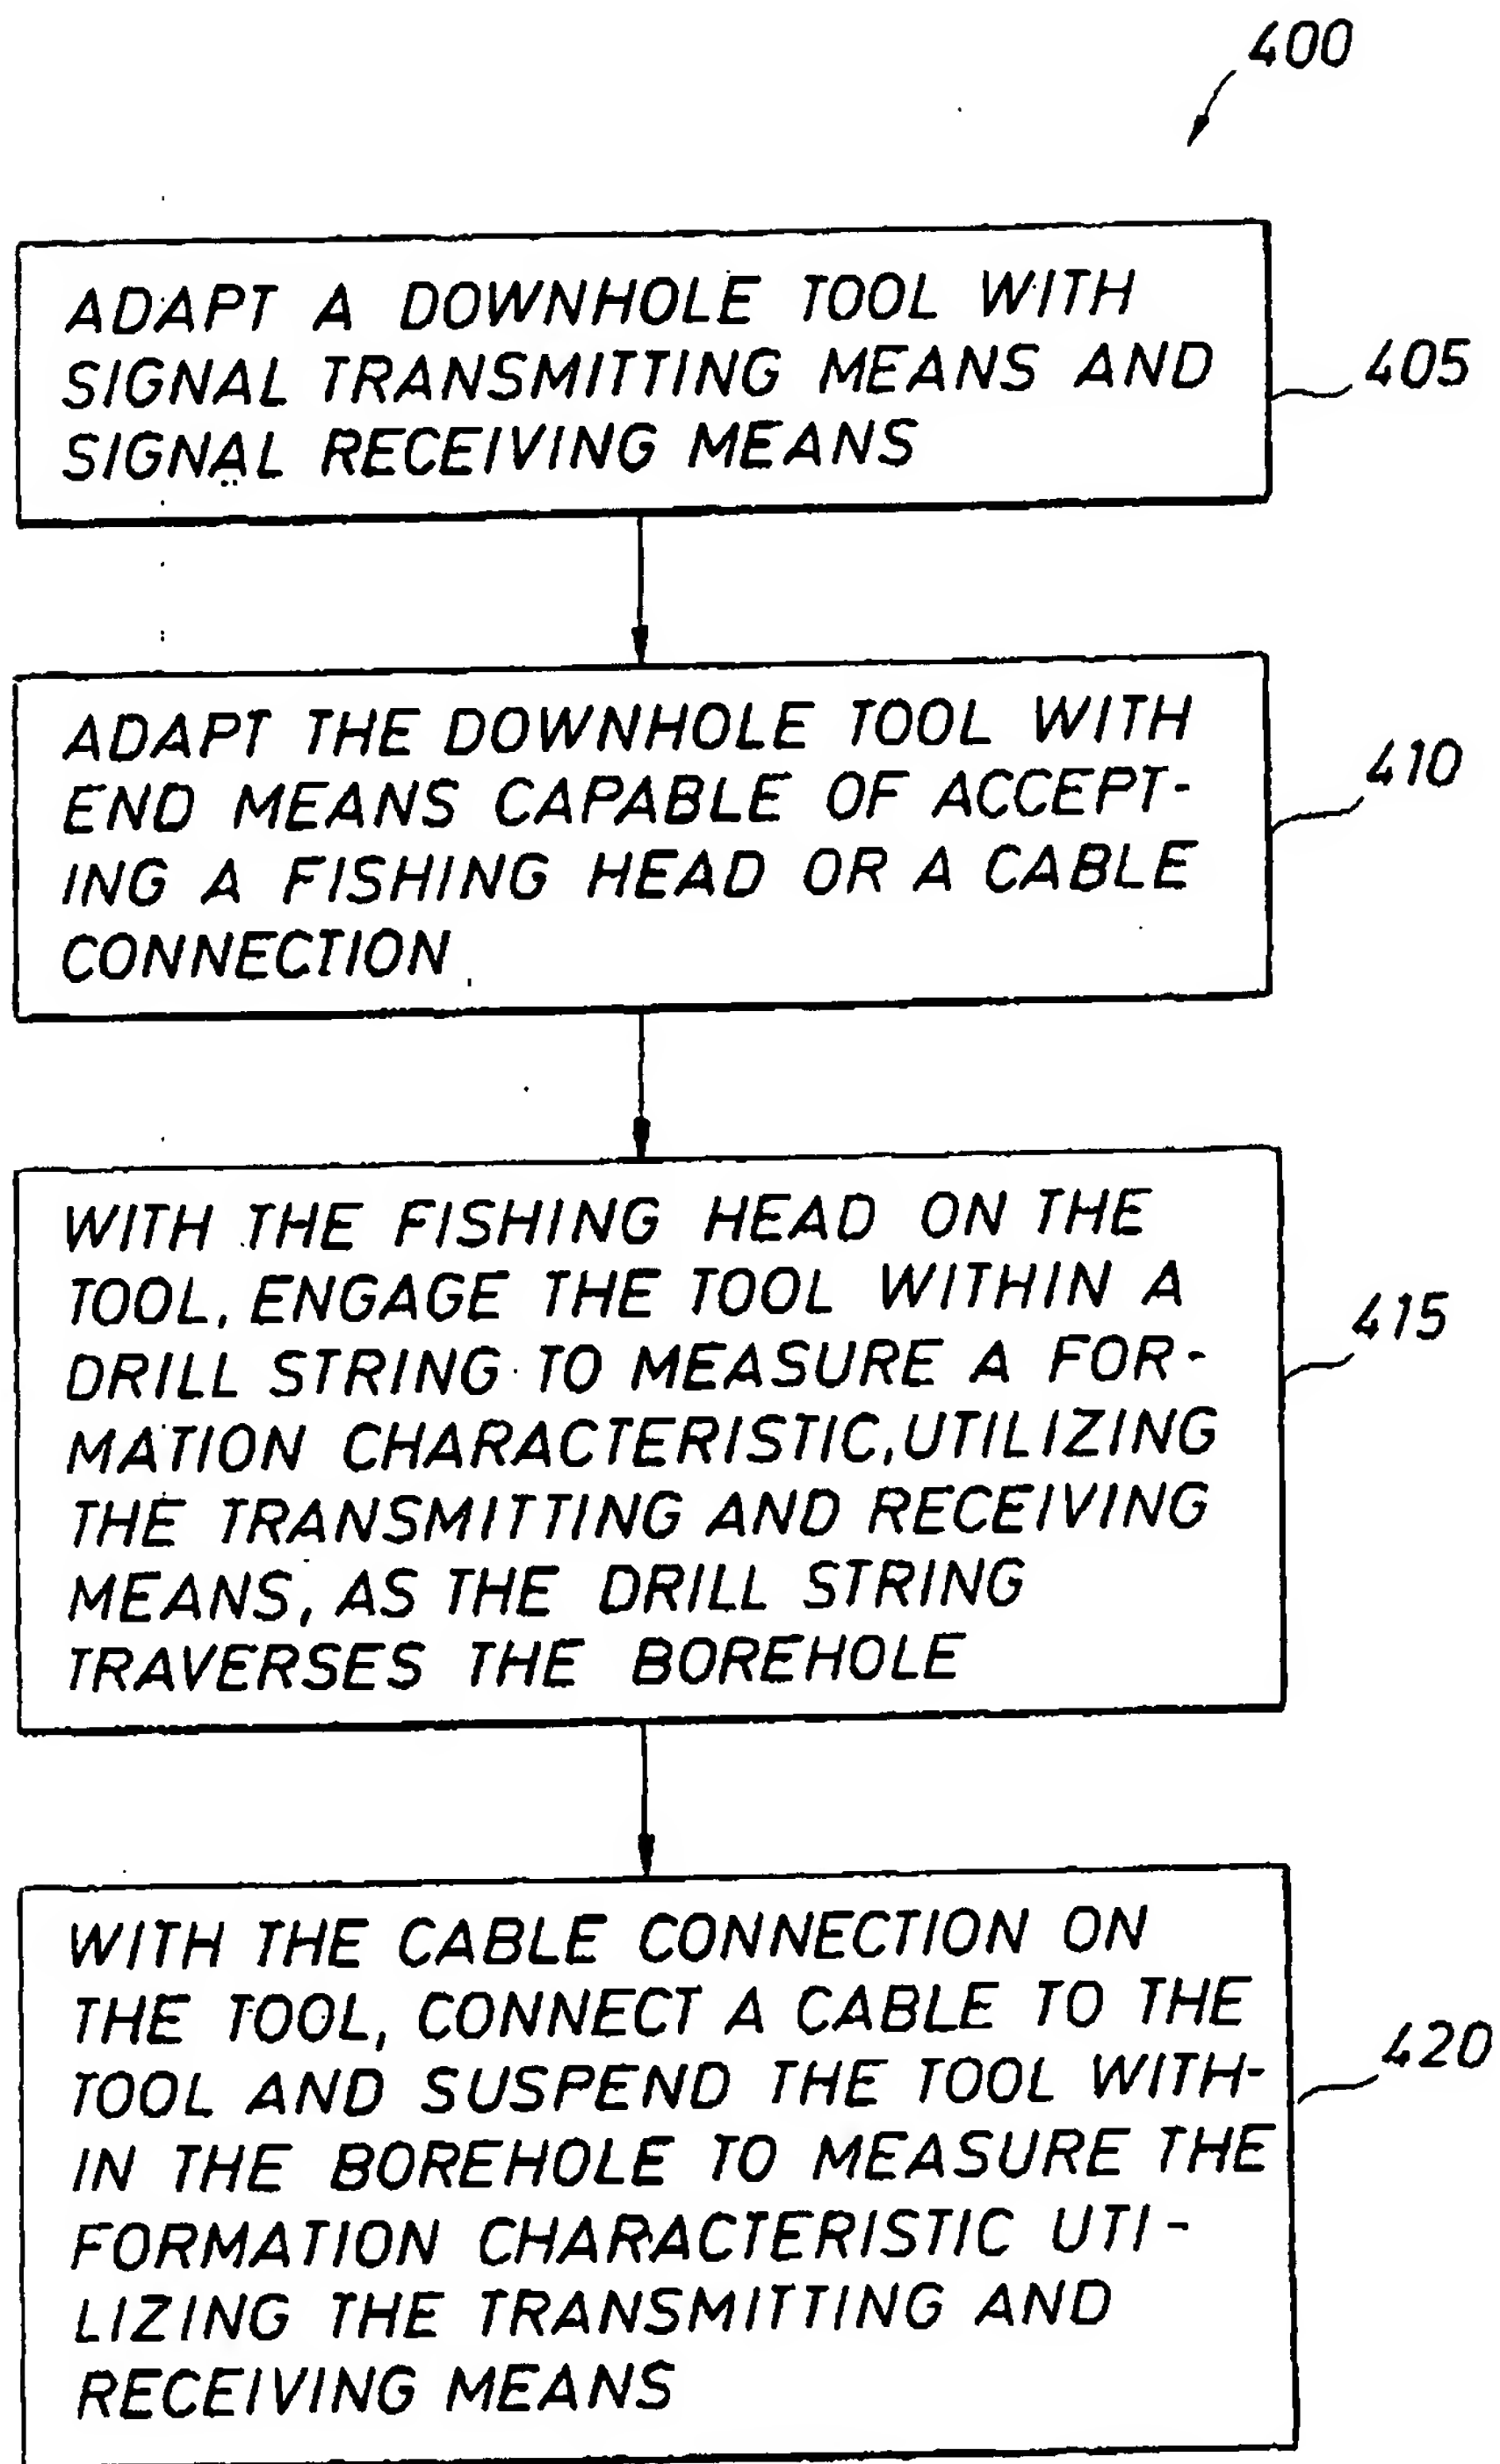 400
ADAPT A DOWNHOLE TOOL WITH
SIGNAL TRANSMITTING MEANS AND
SIGNAL RECEIVING MEANS
405
ADAPT THE DOWNHOLE TOOL WITH
END MEANS CAPABLE OF ACCEPT-
ING A FISHING HEAD OR A CABLE
CONNECTION
410
WITH THE FISHING HEAD ON THE
TOOL, ENGAGE THE TOOL WITHIN A
DRILL STRING TO MEASURE A FOR-
MATION CHARACTERISTIC, UTILIZING
THE TRANSMITTING AND RECEIVING
MEANS, AS THE DRILL STRING
TRAVERSES THE BOREHOLE
415
WITH THE CABLE CONNECTION ON
THE TOOL, CONNECT A CABLE TO THE
TOOL AND SUSPEND THE TOOL WITH-
IN THE BOREHOLE TO MEASURE THE
FORMATION CHARACTERISTIC UTI-
LIZING THE TRANSMITTING AND
RECEIVING MEANS
420